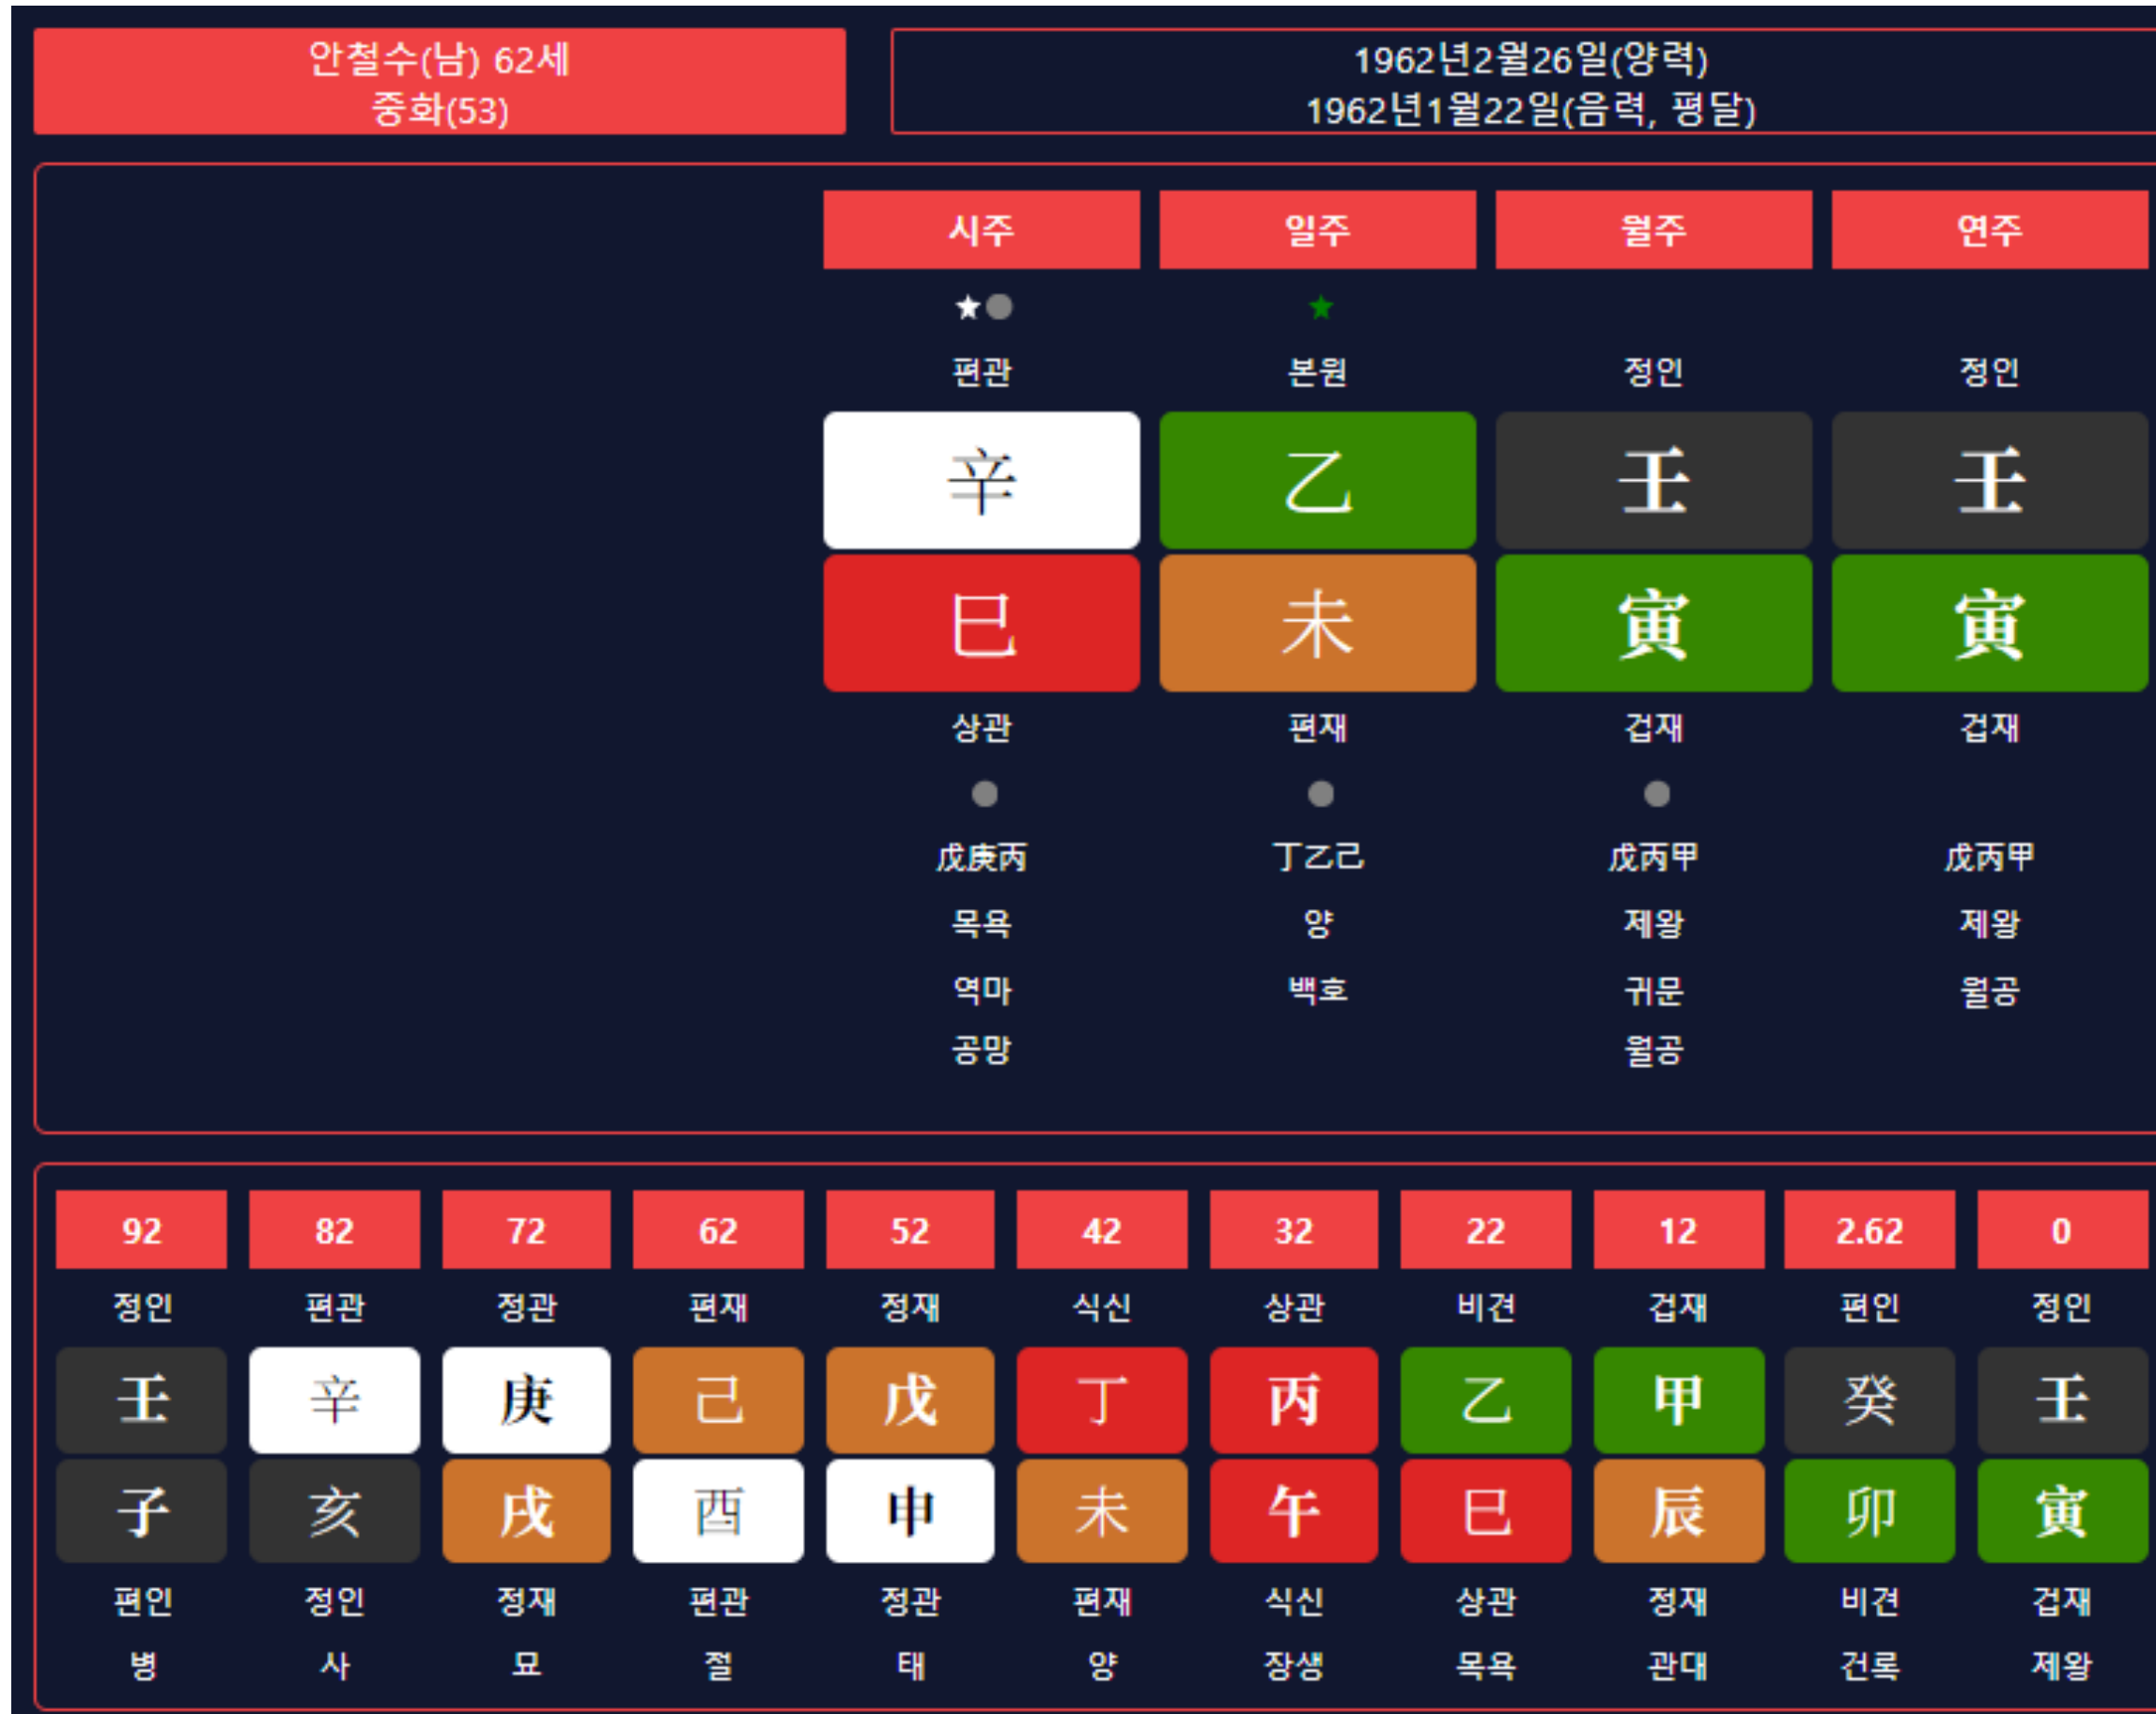 안철수(남) 62세
중화(53)
1962년2월26일(양력)
1962년1월22일(음력, 평달)
시주 일주 월주 연주
편관 본원 정인 정인
辛 乙 壬 壬
巳 未 寅 寅
상관 편재 겁재 겁재
戊庚丙 丁乙己 戊丙甲 戊丙甲
목욕 양 제왕 제왕
역마 백호 귀문 월공
공망 월공
92 82 72 62 52 42 32 22 12 2.62 0
정인 편관 정관 편재 정재 식신 상관 비견 겁재 편인 정인
壬 辛 庚 己 戊 丁 丙 乙 甲 癸 壬
子 亥 戌 酉 申 未 午 巳 辰 卯 寅
편인 정인 정재 편관 정관 편재 식신 상관 정재 비견 겁재
병 사 묘 절 태 양 장생 목욕 관대 건록 제왕